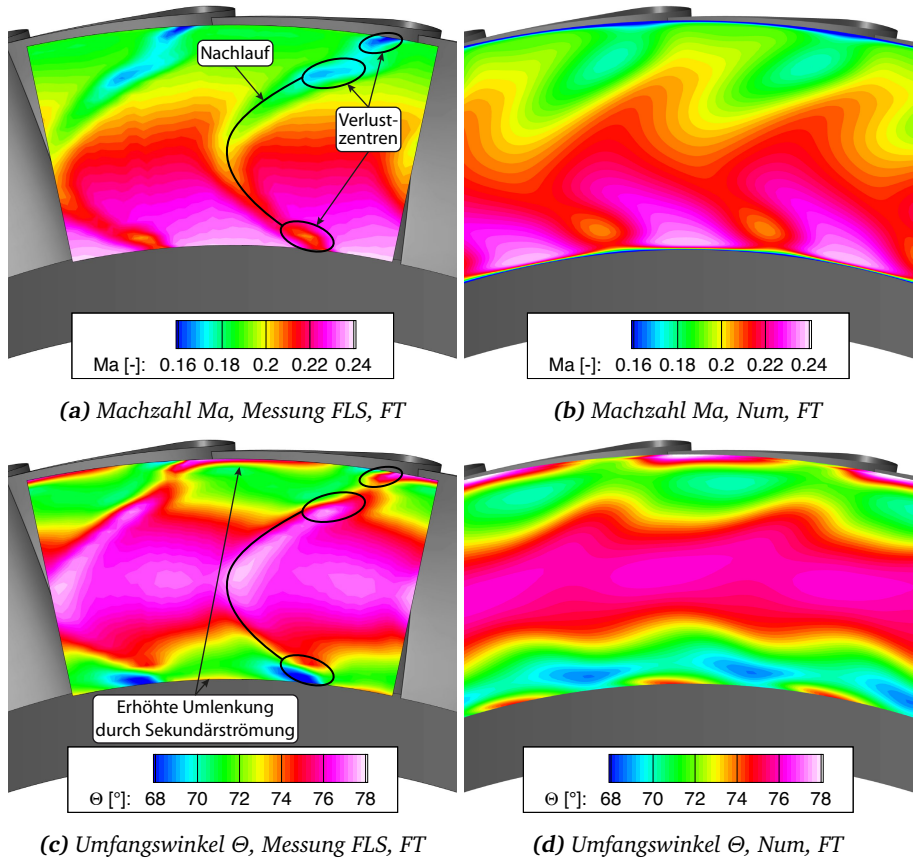 Nachlauf
Verlust-
zentren
Ma [-]: 0.16 0.18 0.2 0.22 0.24
Ma [-]: 0.16 0.18 0.2 0.22 0.24
(a) Machzahl Ma, Messung FLS, FT
(b) Machzahl Ma, Num, FT
Erhöhte Umlenkung
durch Sekundärströmung
Θ [°]: 68 70 72 74 76 78
Θ [°]: 68 70 72 74 76 78
(c) Umfangswinkel Θ, Messung FLS, FT
(d) Umfangswinkel Θ, Num, FT